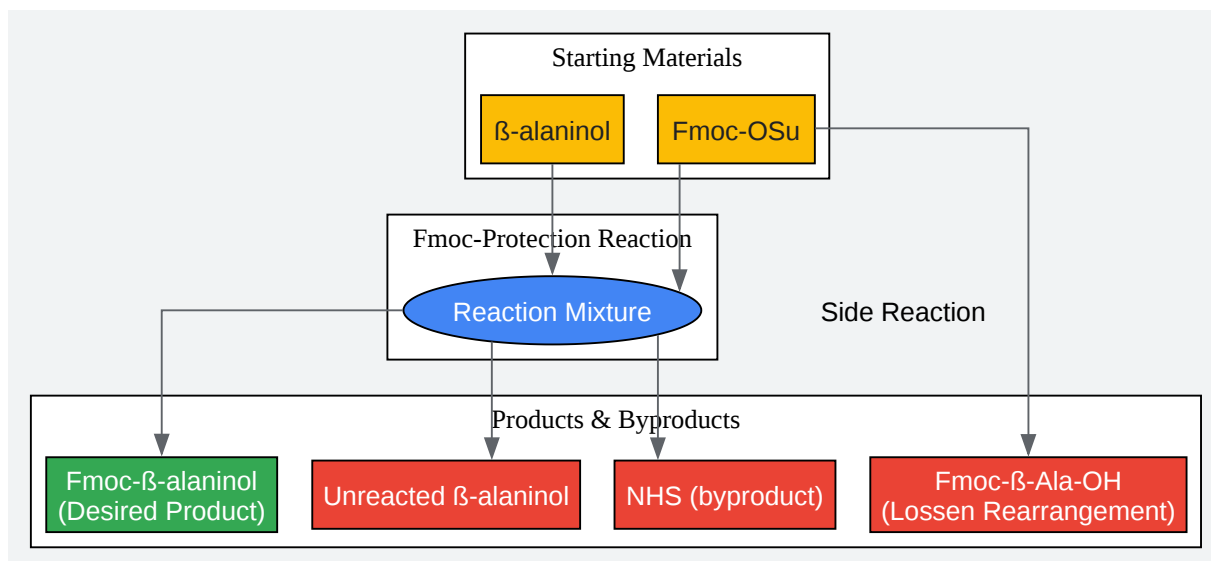 Starting Materials
ß-alaninol
Fmoc-OSu
Fmoc-Protection Reaction
Reaction Mixture
Side Reaction
Products & Byproducts
Fmoc-ß-alaninol
(Desired Product)
Unreacted ß-alaninol
NHS (byproduct)
Fmoc-ß-Ala-OH
(Lossen Rearrangement)